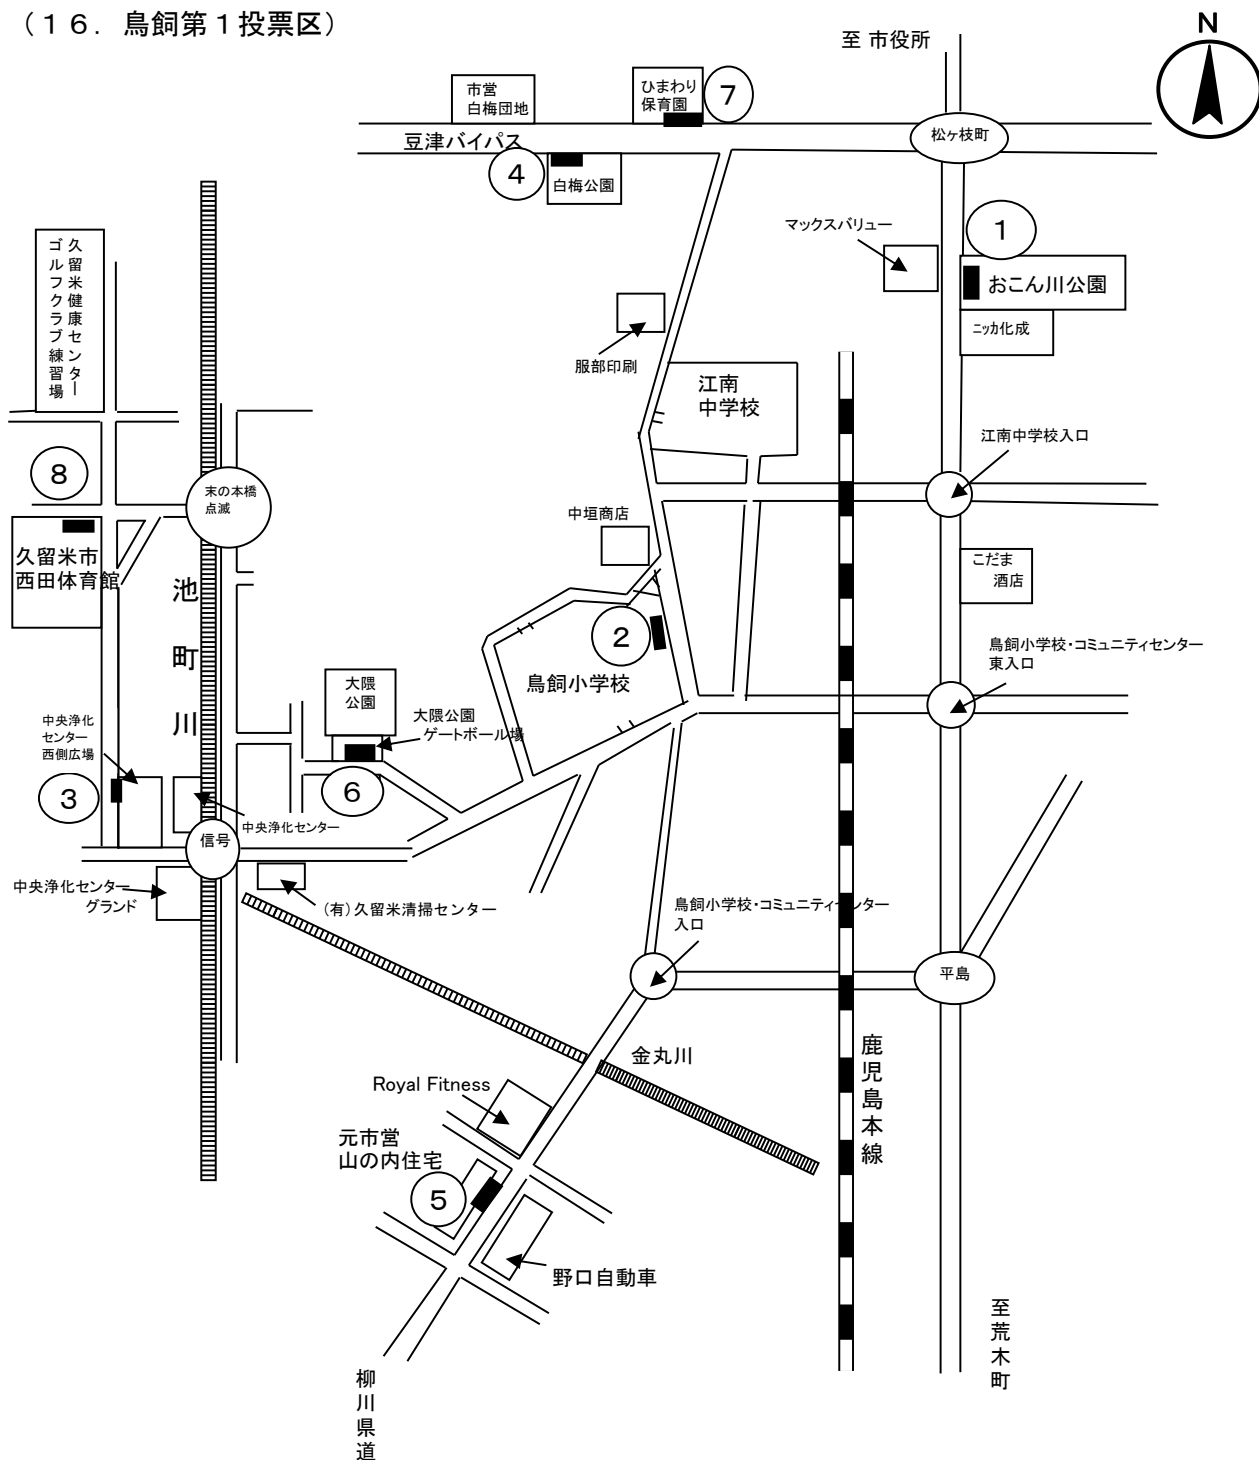 （１６．鳥飼第１投票区）
至 市役所
N
市営
白梅団地
ひまわり
保育園
７
豆津バイパス
松ヶ枝町
４
白梅公園
マックスバリュー
１
おこん川公園
ニッカ化成
久留米健康センター
ゴルフクラブ練習場
服部印刷
江南
中学校
江南中学校入口
８
末の本橋
点滅
中垣商店
久留米市
西田体育館
こだま
酒店
池町川
２
鳥飼小学校
鳥飼小学校・コミュニティセンター
東入口
大隈
公園
大隈公園
ゲートボール場
中央浄化
センター
西側広場
３
６
中央浄化センター
信号
中央浄化センター
グランド
（有）久留米清掃センター
鳥飼小学校・コミュニティセンター
入口
平島
金丸川
鹿児島本線
Royal Fitness
元市営
山の内住宅
５
野口自動車
至荒木町
柳川県道